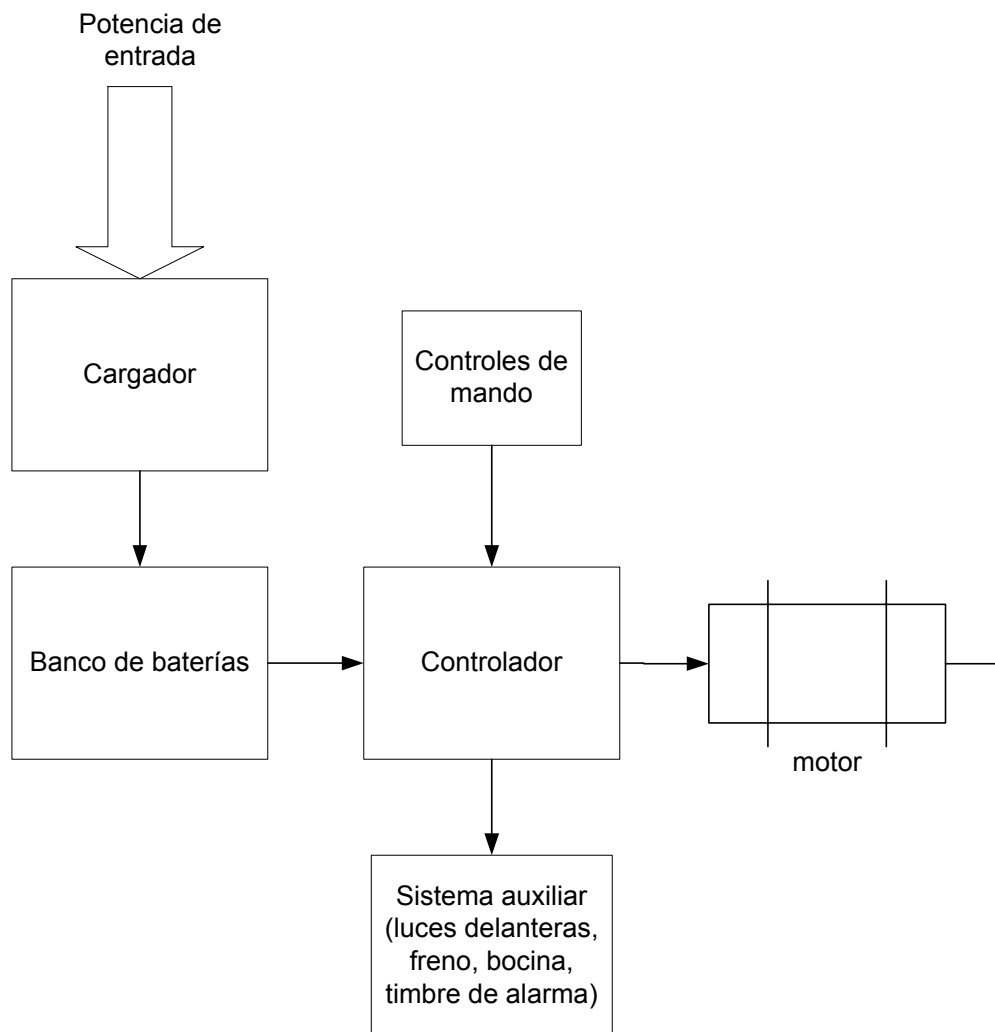 Potencia de
entrada
Cargador
Controles de
mando
Banco de baterías
Controlador
motor
Sistema auxiliar
(luces delanteras,
freno, bocina,
timbre de alarma)